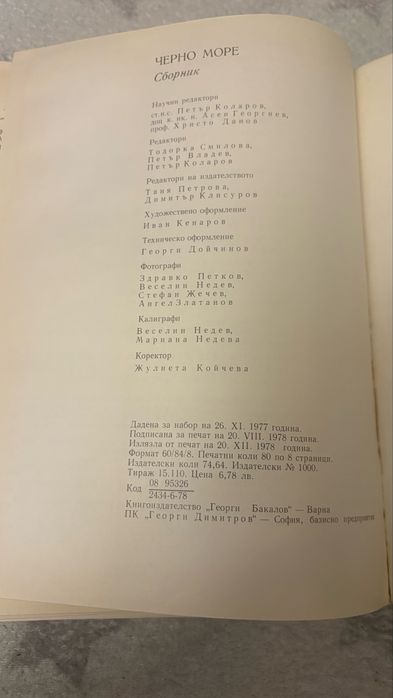 ЧЕРНО МОРЕ
Сборник
Научни редактори
ст.н.с. Петър Коларов,
доц. к. ик. н. Асен Георгиев,
проф. Христо Данов
Редактори
Тодорка Смилова,
Петър Владев,
Петър Коларов
Редактори на издателството
Таня Петрова,
Димитър Клисуров
Художествено оформление
Иван Кенаров
Техническо оформление
Георги Дойчинов
Фотографи
Здравко Петков,
Веселин Недев,
Стефан Жечев,
Ангел Златанов
Калиграфи
Веселин Недев,
Мариана Недева
Коректор
Жулиета Койчева
Дадена за набор на 26. XI. 1977 година.
Подписана за печат на 20. VIII. 1978 година.
Излязла от печат на 20. XII. 1978 година.
Формат 60/84/8. Печатни коли 80 по 8 страници.
Издателски коли 74,64. Издателски № 1000.
Тираж 15,110. Цена 6,78 лв.
Код 08 95326
2434-6-78
Книгоиздателство „Георги Бакалов“ — Варна
ПК „Георги Димитров“ — София, базисно предприятие